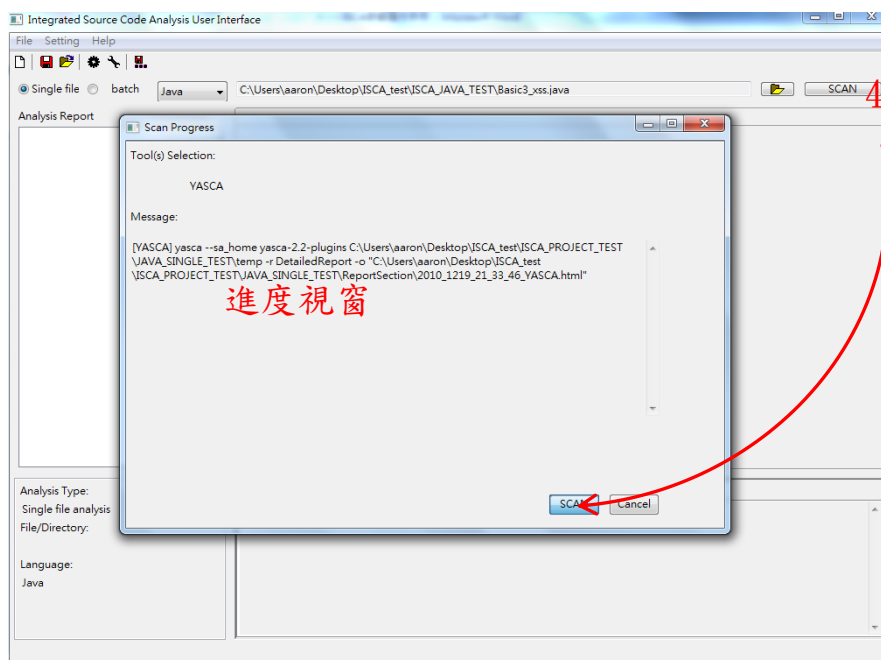 Integrated Source Code Analysis User Interface
File Setting Help
Single file batch Java C:\Users\aaron\Desktop\ISCA_test\ISCA_JAVA_TEST\Basic3_xss.java SCAN
4
Analysis Report
Scan Progress
Tool(s) Selection:
YASCA
Message:
[YASCA] yasca --sa_home yasca-2.2-plugins C:\Users\aaron\Desktop\ISCA_test\ISCA_PROJECT_TEST
\JAVA_SINGLE_TEST\temp -r DetailedReport -o "C:\Users\aaron\Desktop\ISCA_test
\ISCA_PROJECT_TEST\JAVA_SINGLE_TEST\ReportSection\2010_1219_21_33_46_YASCA.html"
進度視窗
SCAN Cancel
Analysis Type:
Single file analysis
File/Directory:
Language:
Java